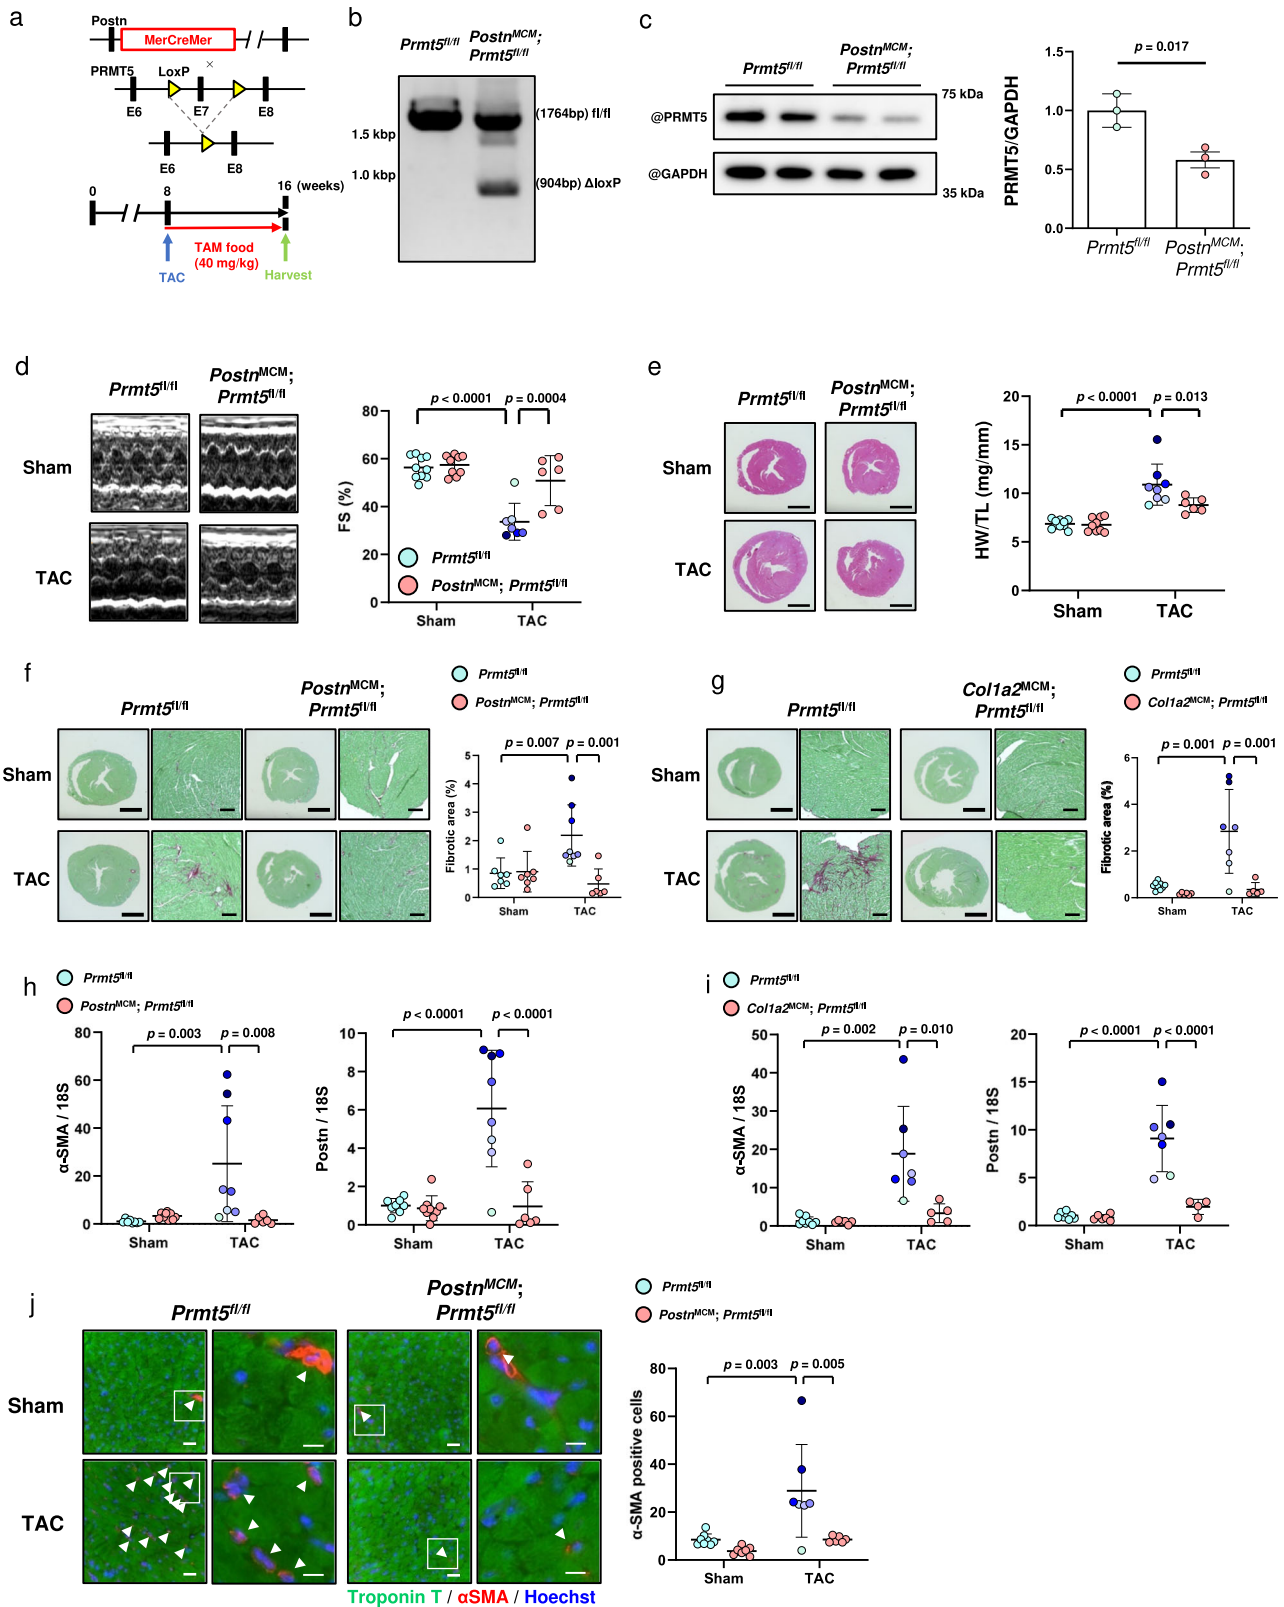 a
Postn
MerCreMer
×
PRMT5 LoxP
E6 E7 E8
E6 E8
0 8 16 (weeks)
TAM food
(40 mg/kg)
TAC
Harvest
b
Prmt5fl/fl
PostnMCM;
Prmt5fl/fl
(1764bp) fl/fl
1.5 kbp
1.0 kbp
(904bp) ΔloxP
c
Prmt5fl/fl
PostnMCM;
Prmt5fl/fl
75 kDa
@PRMT5
@GAPDH
35 kDa
PRMT5/GAPDH
p = 0.017
1.5
1.0
0.5
0.0
Prmt5fl/fl
PostnMCM;
Prmt5fl/fl
d
Prmt5fl/fl
PostnMCM;
Prmt5fl/fl
Sham
TAC
FS (%)
p < 0.0001 p = 0.0004
80
60
40
20
0
Prmt5fl/fl
PostnMCM; Prmt5fl/fl
Sham TAC
e
Prmt5fl/fl
PostnMCM;
Prmt5fl/fl
Sham
TAC
HW/TL (mg/mm)
p < 0.0001 p = 0.013
20
15
10
5
0
Sham TAC
f
Prmt5fl/fl
PostnMCM;
Prmt5fl/fl
Sham
TAC
Prmt5fl/fl
PostnMCM; Prmt5fl/fl
Fibrotic area (%)
p = 0.007 p = 0.001
5
4
3
2
1
0
Sham TAC
g
Prmt5fl/fl
Col1a2MCM;
Prmt5fl/fl
Sham
TAC
Prmt5fl/fl
Col1a2MCM; Prmt5fl/fl
Fibrotic area (%)
p = 0.001 p = 0.001
6
4
2
0
Sham TAC
h
Prmt5fl/fl
PostnMCM; Prmt5fl/fl
α-SMA / 18S
p = 0.003 p = 0.008
80
60
40
20
0
Sham TAC
Postn / 18S
p < 0.0001 p < 0.0001
10
8
6
4
2
0
Sham TAC
i
Prmt5fl/fl
Col1a2MCM; Prmt5fl/fl
α-SMA / 18S
p = 0.002 p = 0.010
50
40
30
20
10
0
Sham TAC
Postn / 18S
p < 0.0001 p < 0.0001
20
15
10
5
0
Sham TAC
j
Prmt5fl/fl
PostnMCM;
Prmt5fl/fl
Sham
TAC
Troponin T / αSMA / Hoechst
Prmt5fl/fl
PostnMCM; Prmt5fl/fl
α-SMA positive cells
p = 0.003 p = 0.005
80
60
40
20
0
Sham TAC